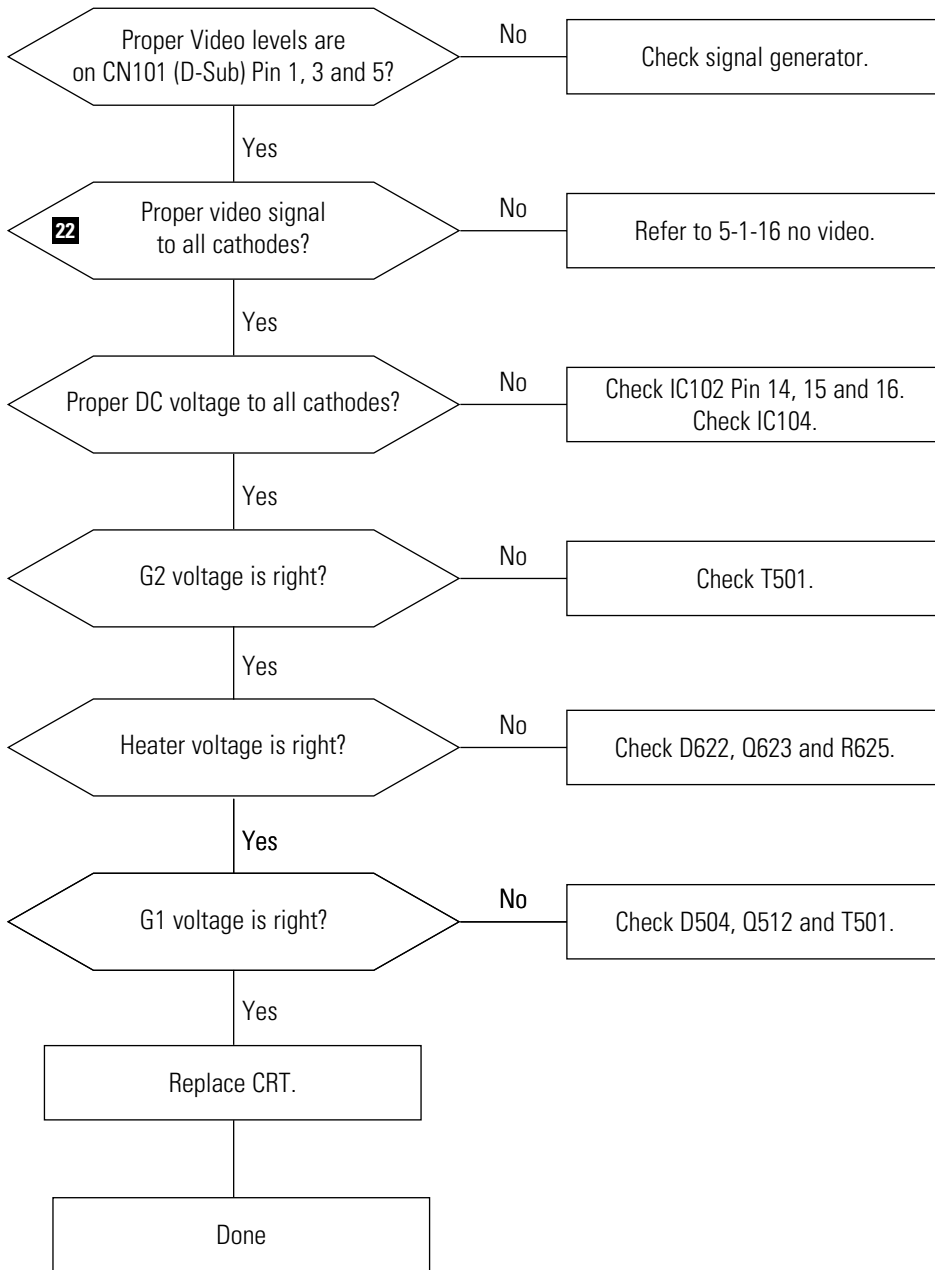 Proper Video levels are
on CN101 (D-Sub) Pin 1, 3 and 5?
No
Check signal generator.
Yes
22
Proper video signal
to all cathodes?
No
Refer to 5-1-16 no video.
Yes
Proper DC voltage to all cathodes?
No
Check IC102 Pin 14, 15 and 16.
Check IC104.
Yes
G2 voltage is right?
No
Check T501.
Yes
Heater voltage is right?
No
Check D622, Q623 and R625.
Yes
G1 voltage is right?
No
Check D504, Q512 and T501.
Yes
Replace CRT.
Done